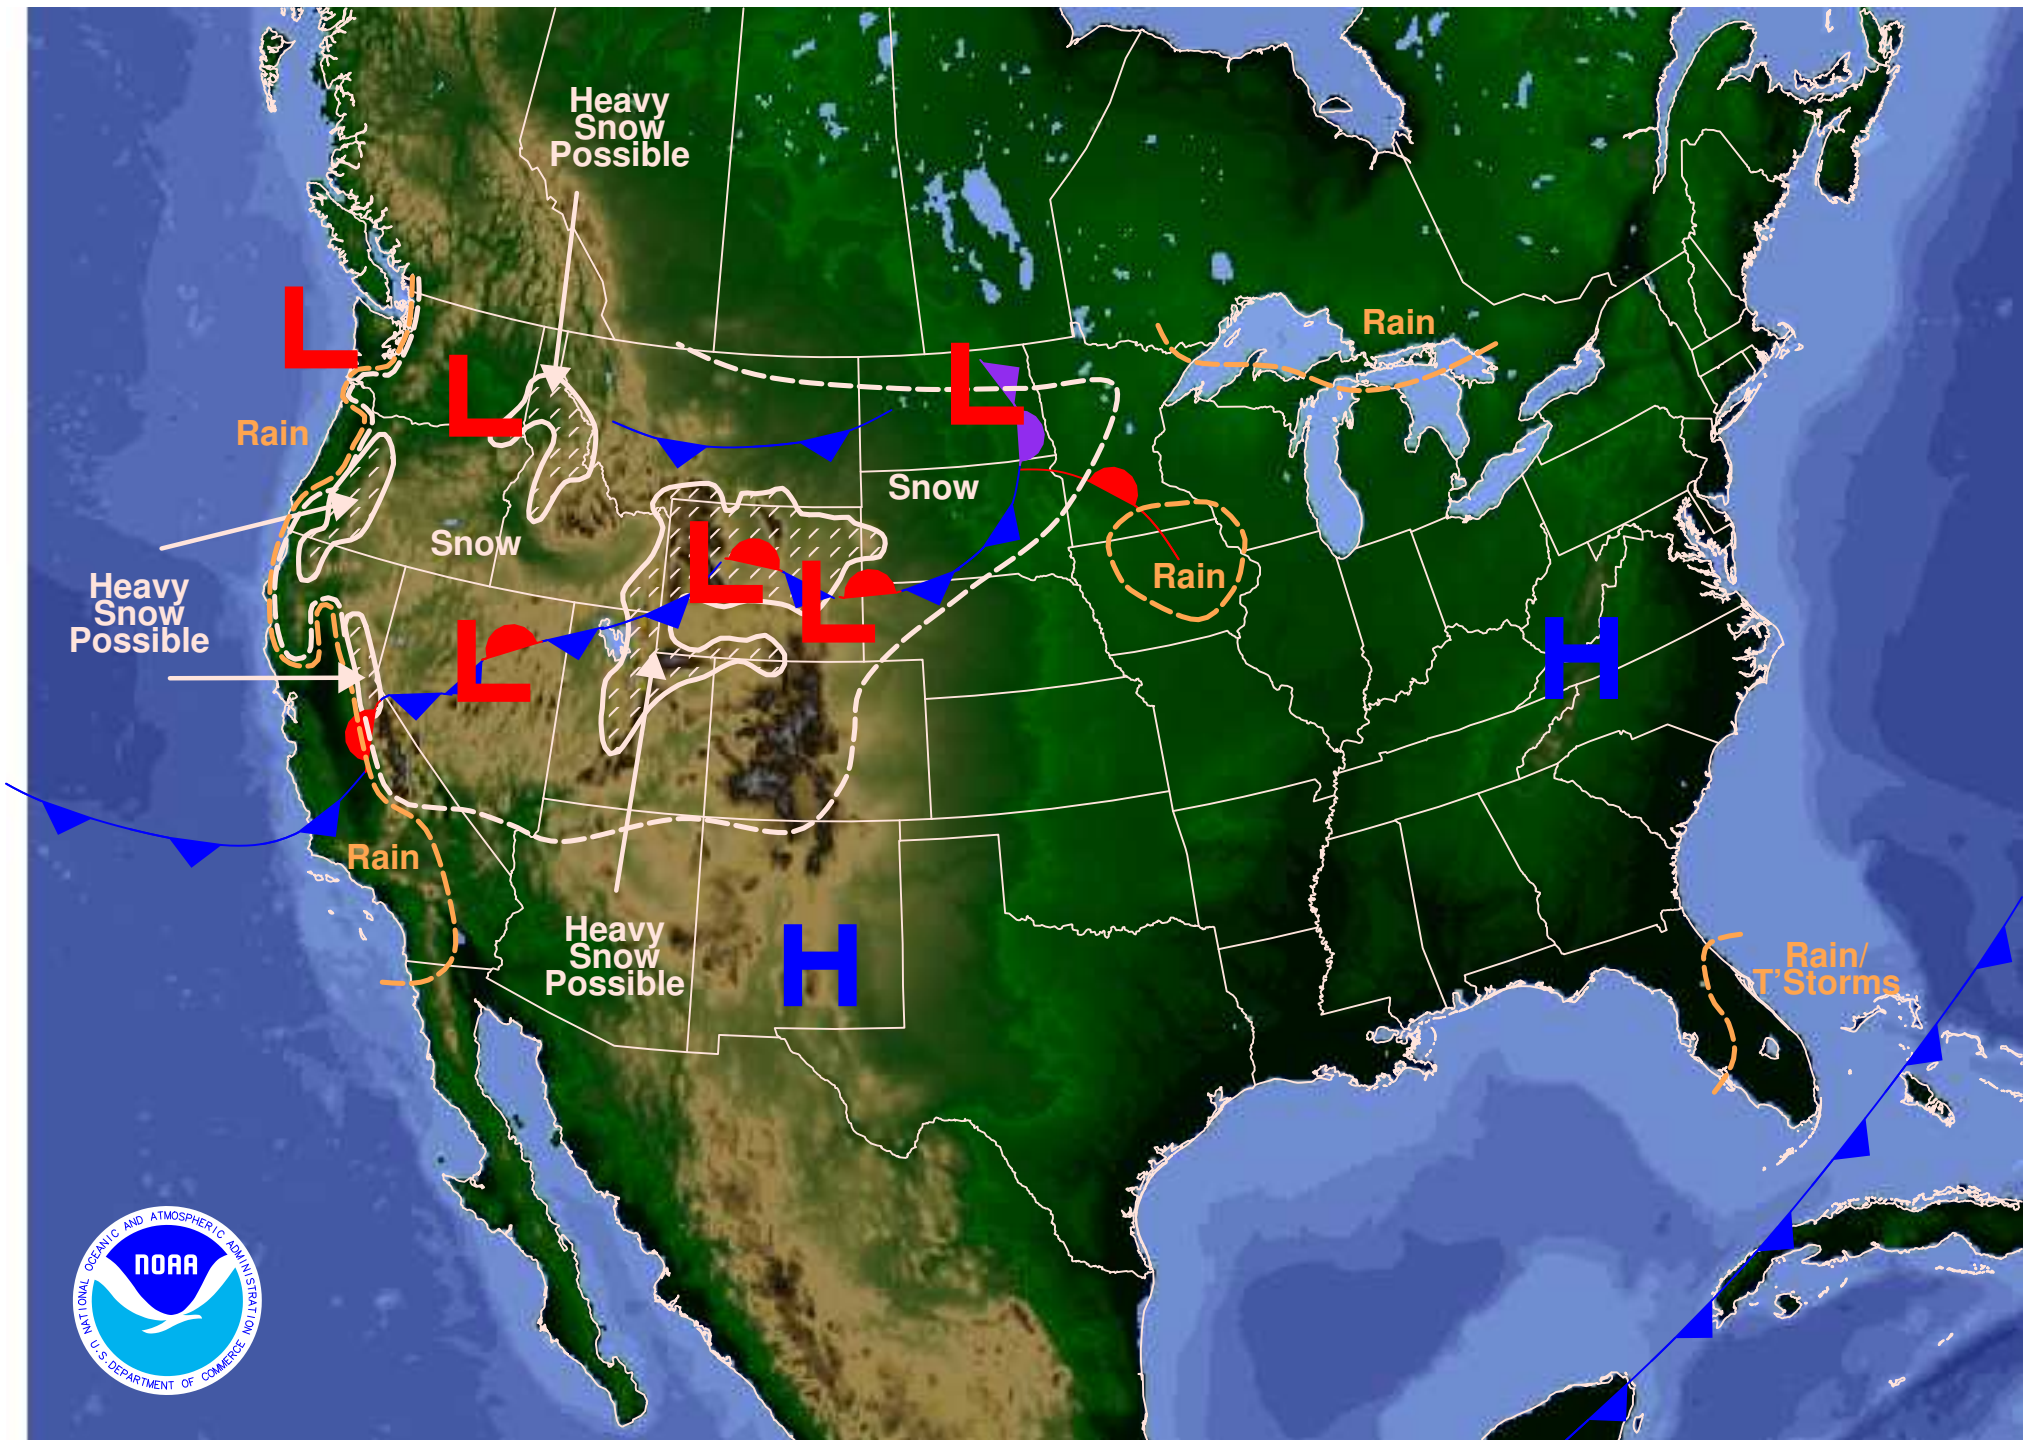 Heavy
Snow
Possible
L
Rain
L
Rain
L
Snow
Snow
Heavy
Snow
Possible
L
L
Rain
L
H
Rain
Heavy
Snow
Possible
H
Rain/
T'Storms
NATIONAL OCEANIC AND ATMOSPHERIC ADMINISTRATION
NOAA
U.S. DEPARTMENT OF COMMERCE